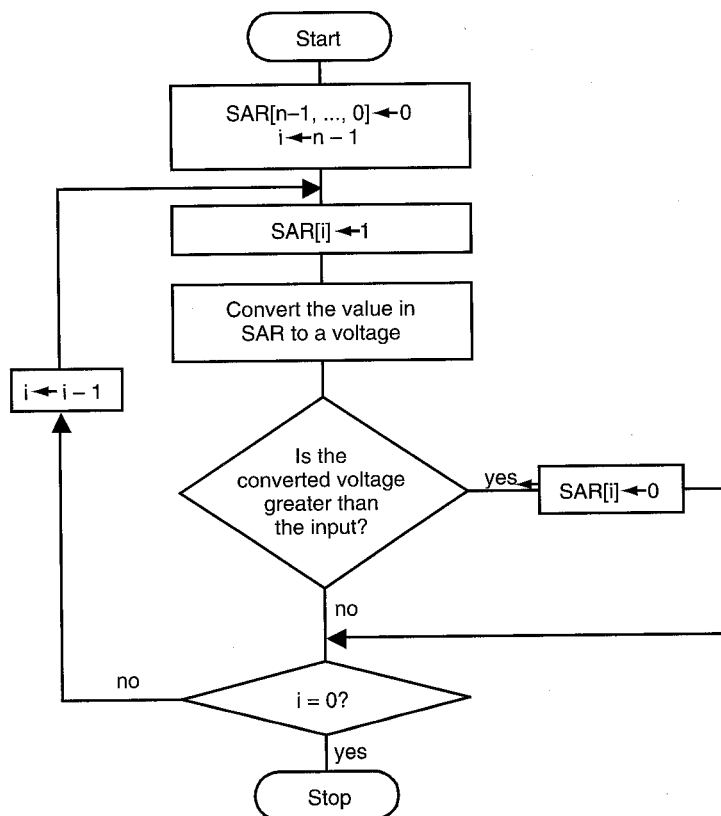 Start
SAR[n–1, ..., 0]←0
i←n – 1
SAR[i]←1
Convert the value in
SAR to a voltage
i← i – 1
Is the
converted voltage
greater than
the input?
yes
SAR[i]←0
no
no
i = 0?
yes
Stop